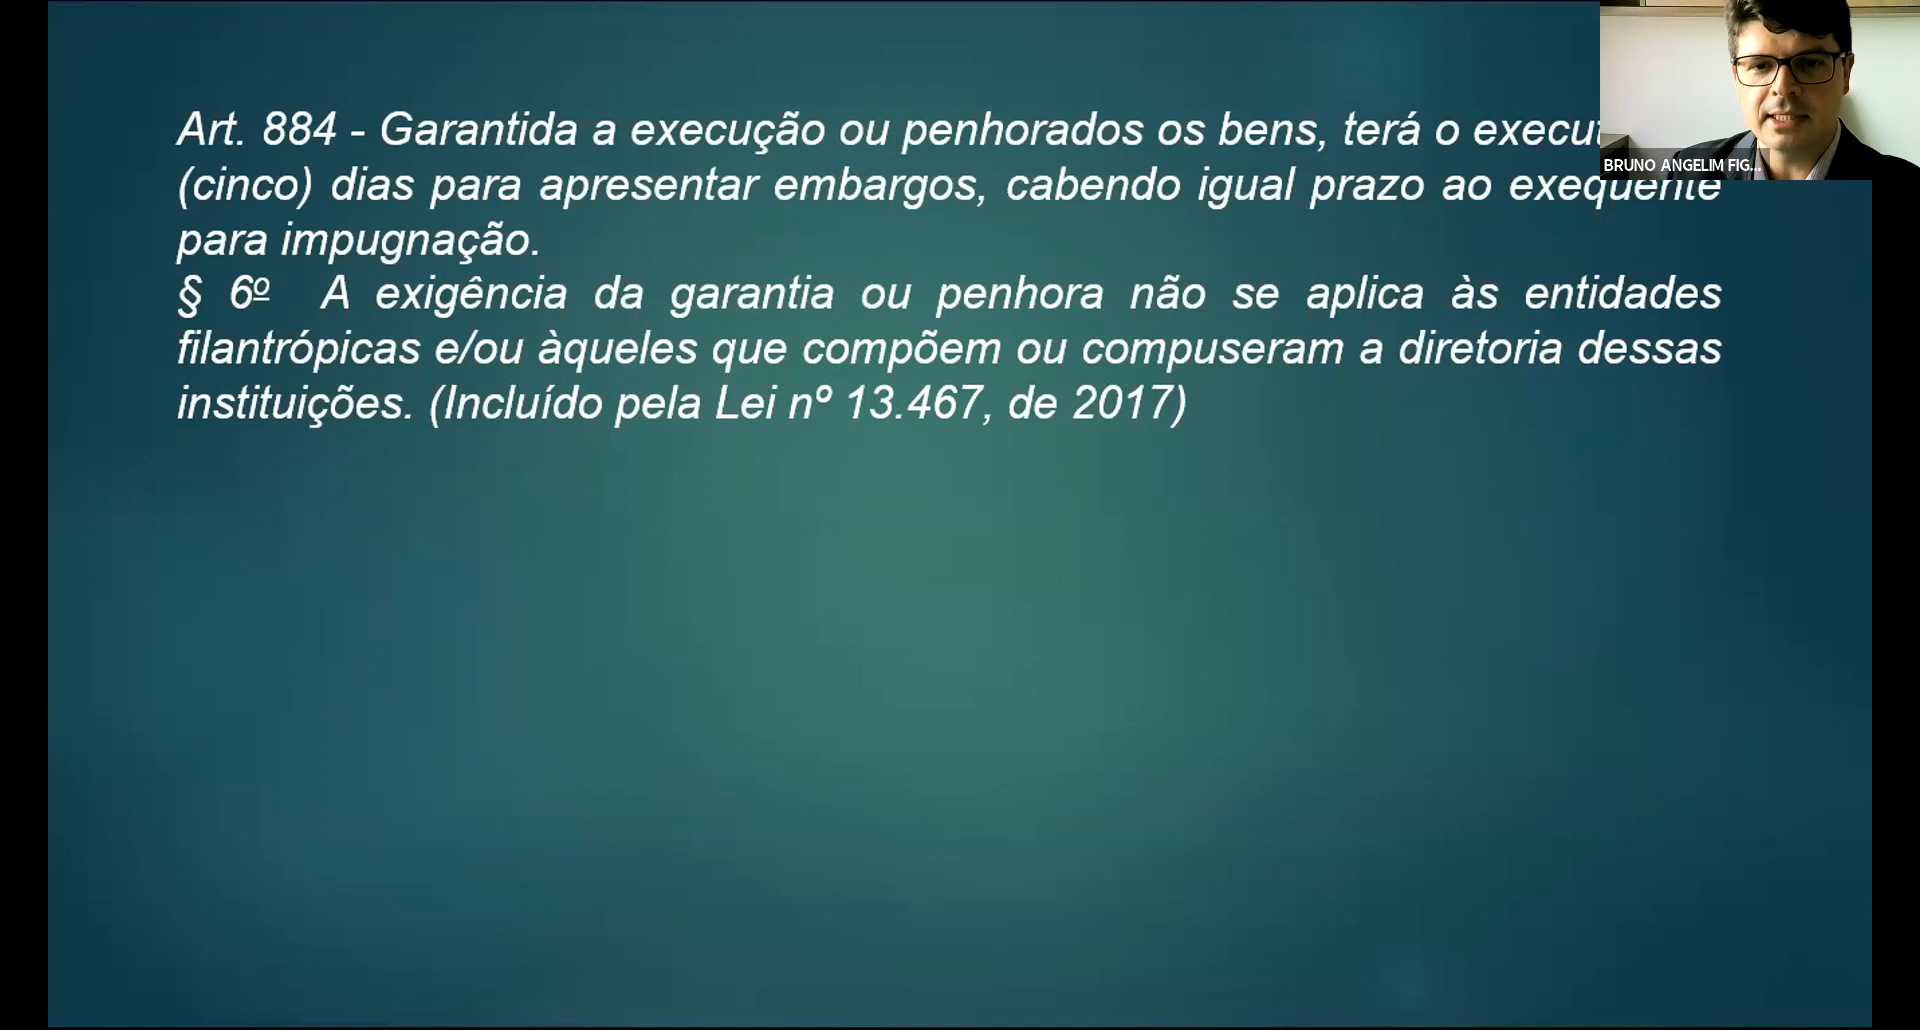 Art. 884 - Garantida a execução ou penhorados os bens, terá o
(cinco) dias para apresentar embargos, cabendo igual prazo ao exequente
para impugnação.
§ 6º A exigência da garantia ou penhora não se aplica às entidades
filantrópicas e/ou àqueles que compõem ou compuseram a diretoria dessas
instituições. (Incluído pela Lei nº 13.467, de 2017)
BRUNO ANGELIM FIG...